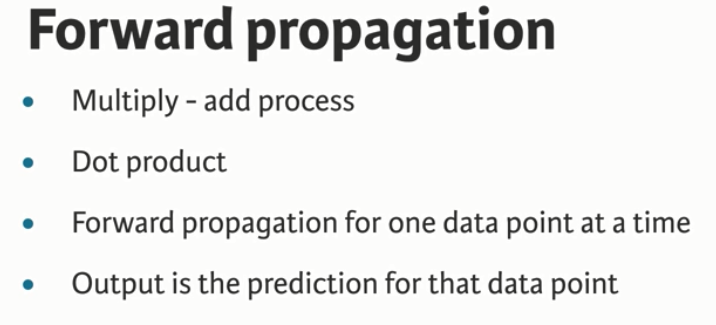 Forward propagation
• Multiply - add process
• Dot product
• Forward propagation for one data point at a time
• Output is the prediction for that data point